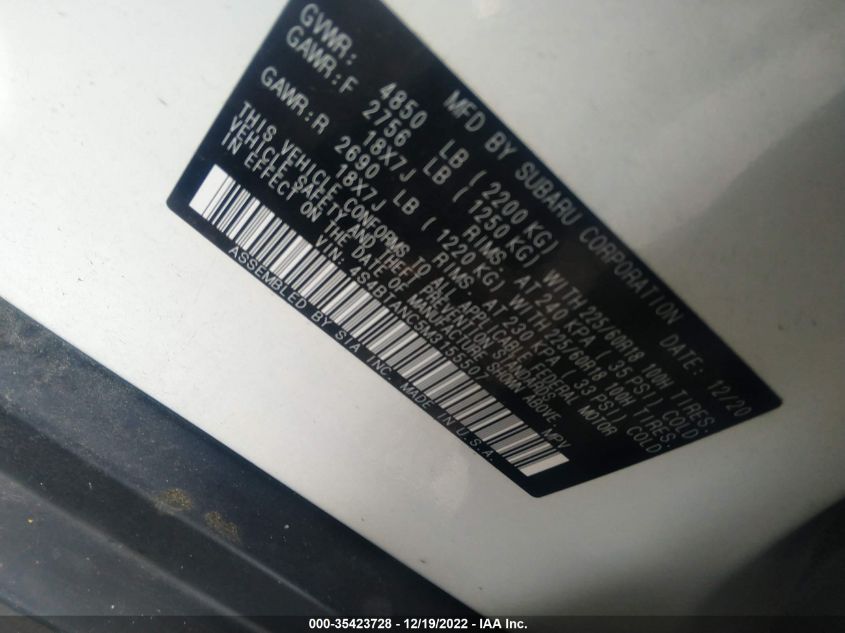 MFD BY SUBARU CORPORATION DATE: 12/20
GVWR: 4850 LB ( 2200 KG)
GAWR:F 2756 LB ( 1250 KG) WITH 225/60R18 100H TIRES,
18X7J RIMS, AT 240 KPA ( 35 PSI) COLD
GAWR:R 2690 LB ( 1220 KG) WITH 225/60R18 100H TIRES,
18X7J RIMS, AT 230 KPA ( 33 PSI) COLD
THIS VEHICLE CONFORMS TO ALL APPLICABLE FEDERAL MOTOR
VEHICLE SAFETY AND THEFT PREVENTION STANDARDS
IN EFFECT ON THE DATE OF MANUFACTURE SHOWN ABOVE.
VIN: MPV
ASSEMBLED BY SIA INC. MADE IN U.S.A.
000-35423728 - 12/19/2022 - IAA Inc.